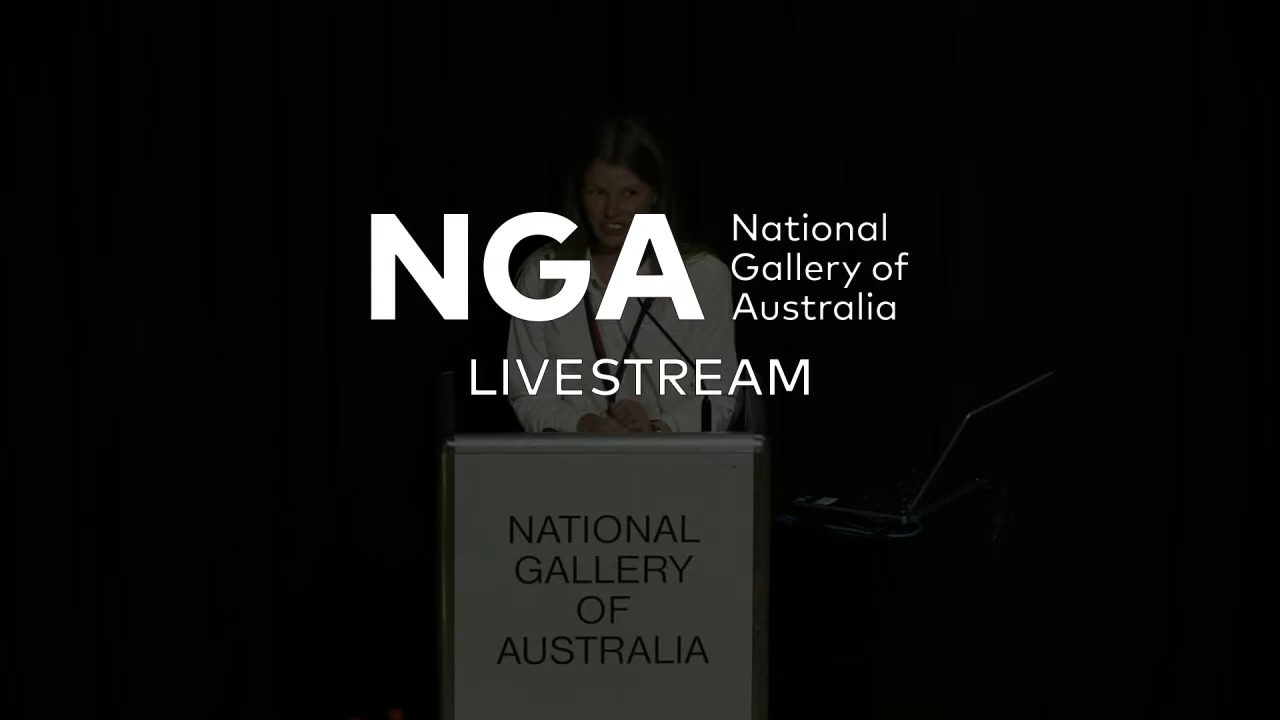 NGA
National
Gallery of
Australia
LIVESTREAM
NATIONAL
GALLERY
OF
AUSTRALIA